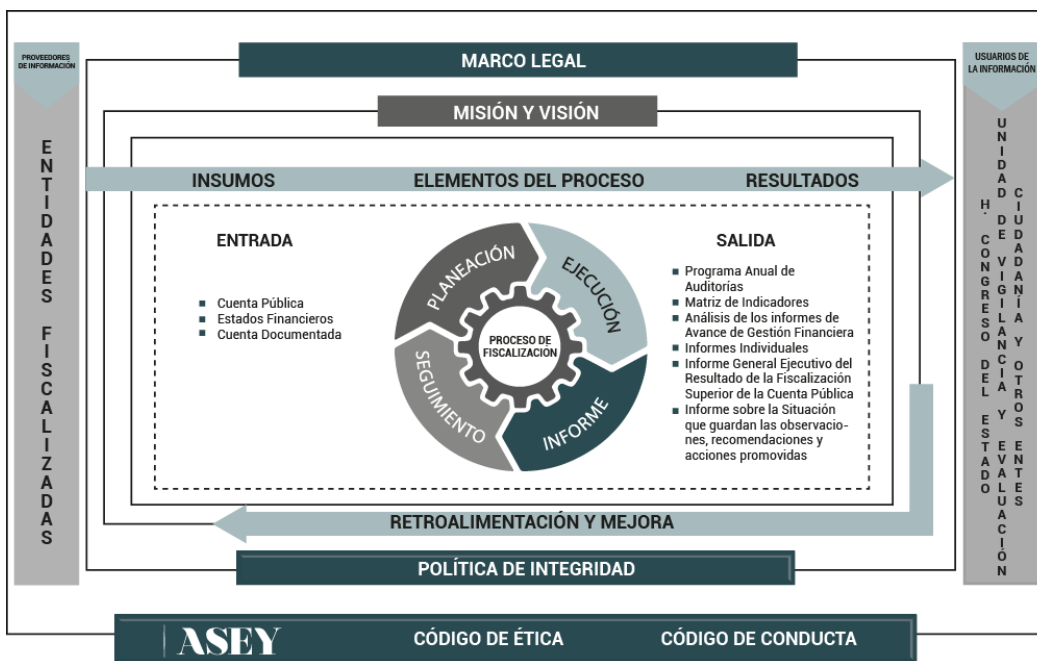 PROVEEDORES
DE INFORMACIÓN
ENTIDADES FISCALIZADAS
MARCO LEGAL
MISIÓN Y VISIÓN
INSUMOS
ELEMENTOS DEL PROCESO
RESULTADOS
ENTRADA
Cuenta Pública
Estados Financieros
Cuenta Documentada
PLANEACIÓN
EJECUCIÓN
INFORME
SEGUIMIENTO
PROCESO DE
FISCALIZACIÓN
SALIDA
Programa Anual de
Auditorías
Matriz de Indicadores
Análisis de los informes de
Avance de Gestión Financiera
Informes Individuales
Informe General Ejecutivo del
Resultado de la Fiscalización
Superior de la Cuenta Pública
Informe sobre la Situación
que guardan las observacio-
nes, recomendaciones y
acciones promovidas
USUARIOS DE
LA INFORMACIÓN
CIUDADANÍA Y OTROS ENTES
UNIDAD DE VIGILANCIA Y EVALUACIÓN
H. CONGRESO DEL ESTADO
RETROALIMENTACIÓN Y MEJORA
POLÍTICA DE INTEGRIDAD
ASEY
CÓDIGO DE ÉTICA
CÓDIGO DE CONDUCTA